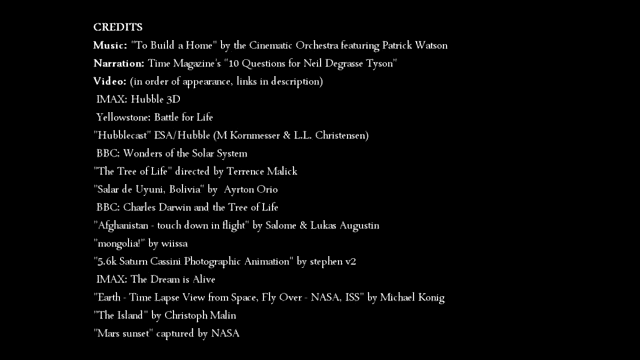 CREDITS
Music: "To Build a Home" by the Cinematic Orchestra featuring Patrick Watson
Narration: Time Magazine's "10 Questions for Neil Degrasse Tyson"
Video: (in order of appearance, links in description)
IMAX: Hubble 3D
Yellowstone: Battle for Life
"Hubblecast" ESA/Hubble (M Kornmesser & L.L. Christensen)
BBC: Wonders of the Solar System
"The Tree of Life" directed by Terrence Malick
"Salar de Uyuni, Bolivia" by Ayrton Orio
BBC: Charles Darwin and the Tree of Life
"Afghanistan - touch down in flight" by Salome & Lukas Augustin
"mongolia!" by wiissa
"5.6k Saturn Cassini Photographic Animation" by stephen v2
IMAX: The Dream is Alive
"Earth - Time Lapse View from Space, Fly Over - NASA, ISS" by Michael Konig
"The Island" by Christoph Malin
"Mars sunset" captured by NASA